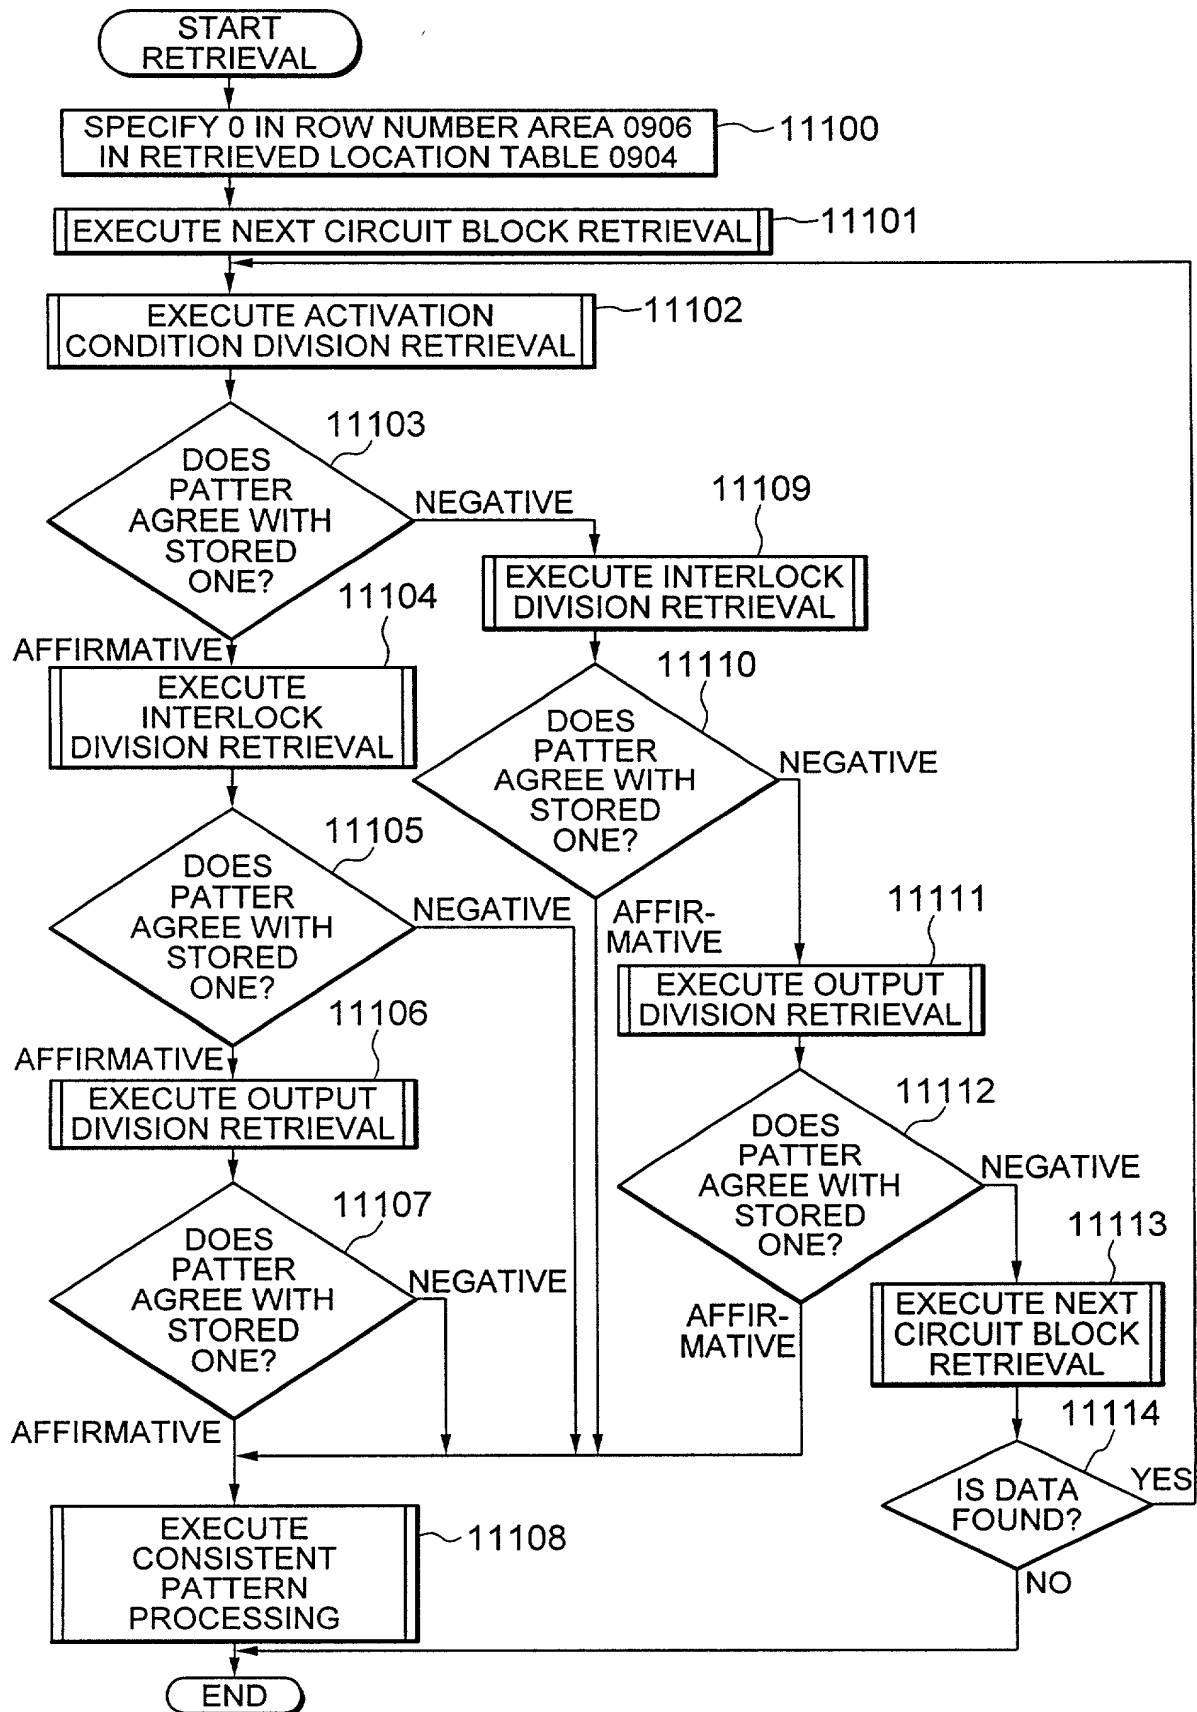 START
RETRIEVAL
SPECIFY 0 IN ROW NUMBER AREA 0906
IN RETRIEVED LOCATION TABLE 0904
11100
EXECUTE NEXT CIRCUIT BLOCK RETRIEVAL
11101
EXECUTE ACTIVATION
CONDITION DIVISION RETRIEVAL
11102
11103
DOES
PATTER
AGREE WITH
STORED
ONE?
NEGATIVE
AFFIRMATIVE
11104
EXECUTE
INTERLOCK
DIVISION RETRIEVAL
11105
DOES
PATTER
AGREE WITH
STORED
ONE?
NEGATIVE
AFFIRMATIVE
11106
EXECUTE OUTPUT
DIVISION RETRIEVAL
11107
DOES
PATTER
AGREE WITH
STORED
ONE?
NEGATIVE
AFFIRMATIVE
EXECUTE
CONSISTENT
PATTERN
PROCESSING
11108
END
11109
EXECUTE INTERLOCK
DIVISION RETRIEVAL
11110
DOES
PATTER
AGREE WITH
STORED
ONE?
NEGATIVE
AFFIR-
MATIVE
11111
EXECUTE OUTPUT
DIVISION RETRIEVAL
11112
DOES
PATTER
AGREE WITH
STORED
ONE?
NEGATIVE
AFFIR-
MATIVE
11113
EXECUTE NEXT
CIRCUIT BLOCK
RETRIEVAL
11114
IS DATA
FOUND?
YES
NO